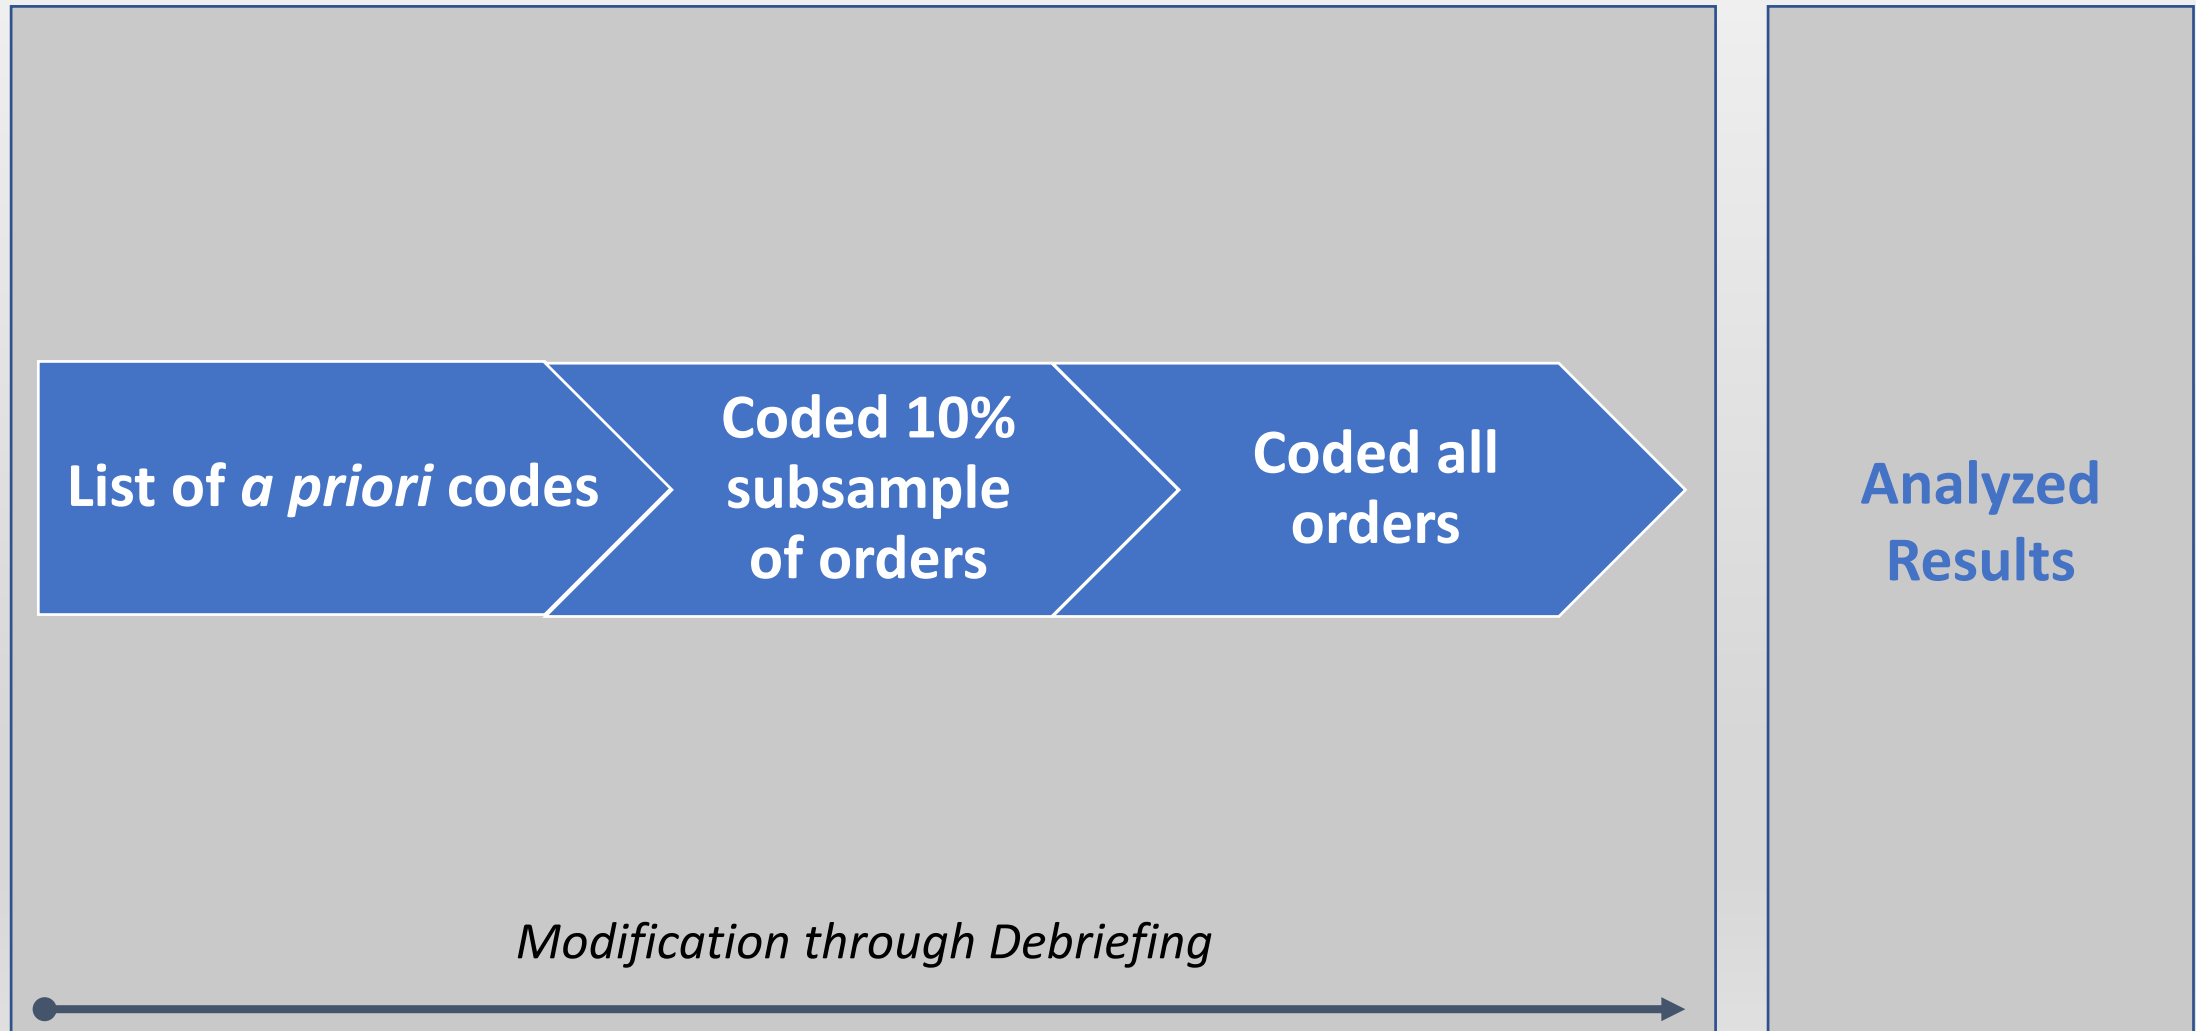 List of a priori codes
Coded 10%
subsample
of orders
Coded all
orders
Analyzed
Results
Modification through Debriefing